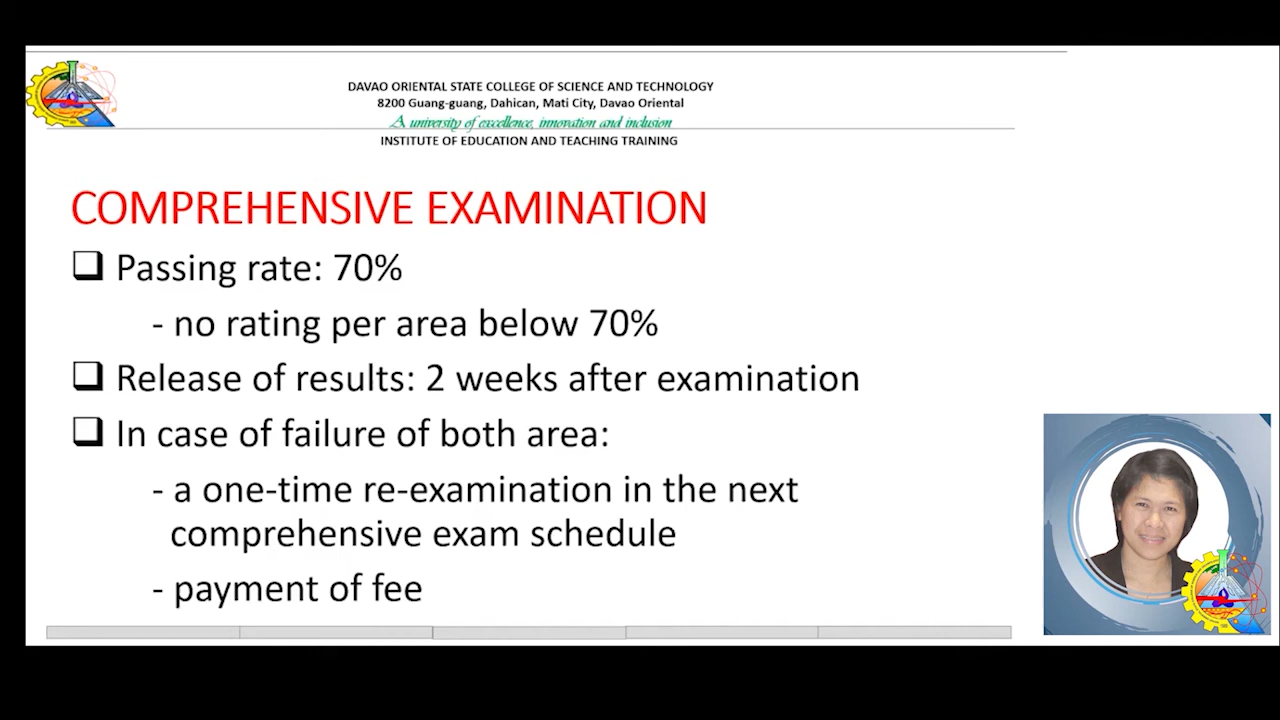 DAVAO ORIENTAL STATE COLLEGE OF SCIENCE AND TECHNOLOGY
8200 Guang-guang, Dahican, Mati City, Davao Oriental
A university of excellence, innovation and inclusion
INSTITUTE OF EDUCATION AND TEACHING TRAINING
COMPREHENSIVE EXAMINATION
❑ Passing rate: 70%
- no rating per area below 70%
❑ Release of results: 2 weeks after examination
❑ In case of failure of both area:
- a one-time re-examination in the next
comprehensive exam schedule
- payment of fee